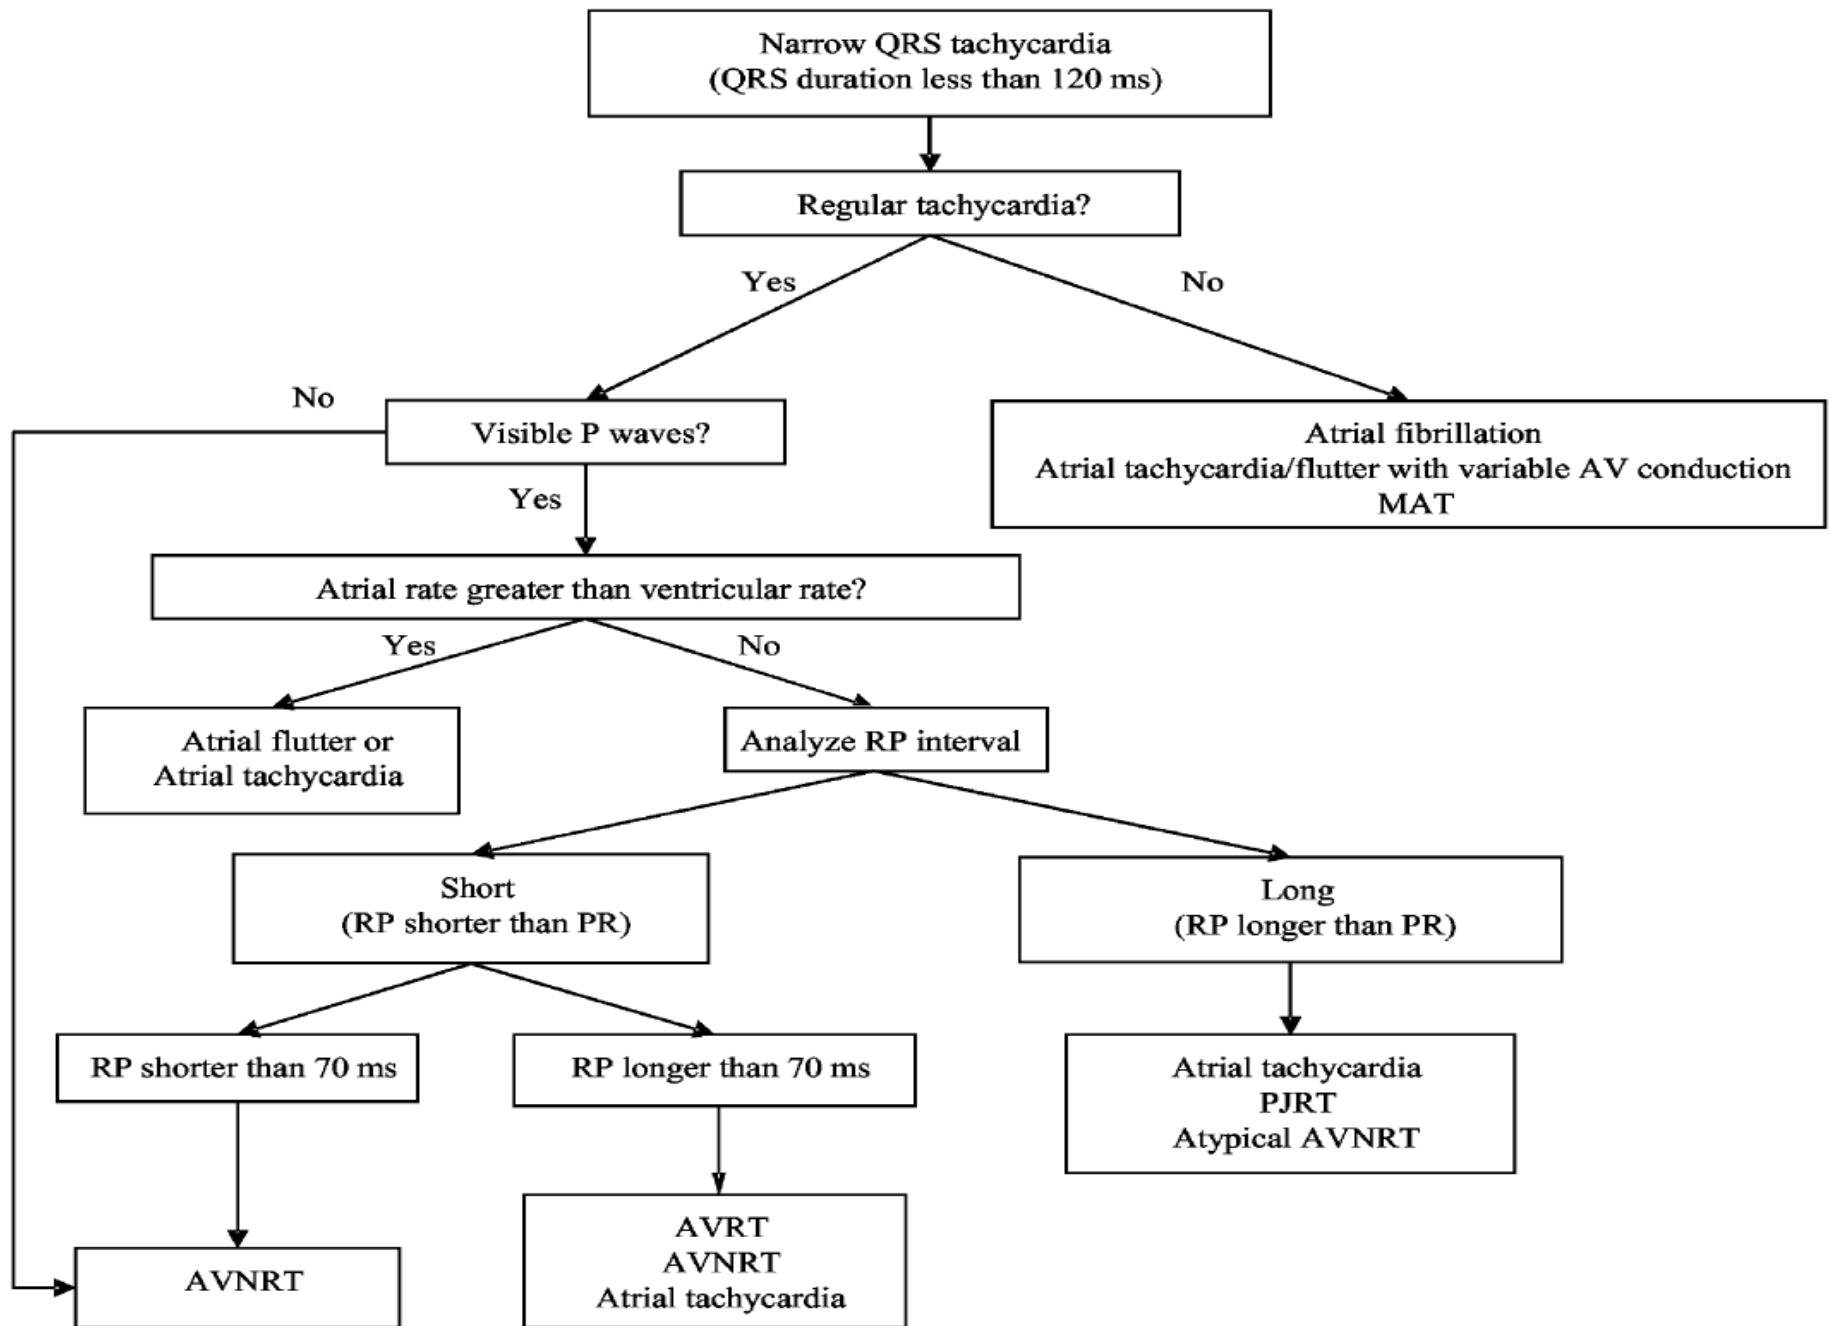 Narrow QRS tachycardia
(QRS duration less than 120 ms)
Regular tachycardia?
Yes
No
No
Visible P waves?
Atrial fibrillation
Atrial tachycardia/flutter with variable AV conduction
MAT
Yes
Atrial rate greater than ventricular rate?
Yes
No
Atrial flutter or
Atrial tachycardia
Analyze RP interval
Short
(RP shorter than PR)
Long
(RP longer than PR)
RP shorter than 70 ms
RP longer than 70 ms
Atrial tachycardia
PJRT
Atypical AVNRT
AVNRT
AVRT
AVNRT
Atrial tachycardia